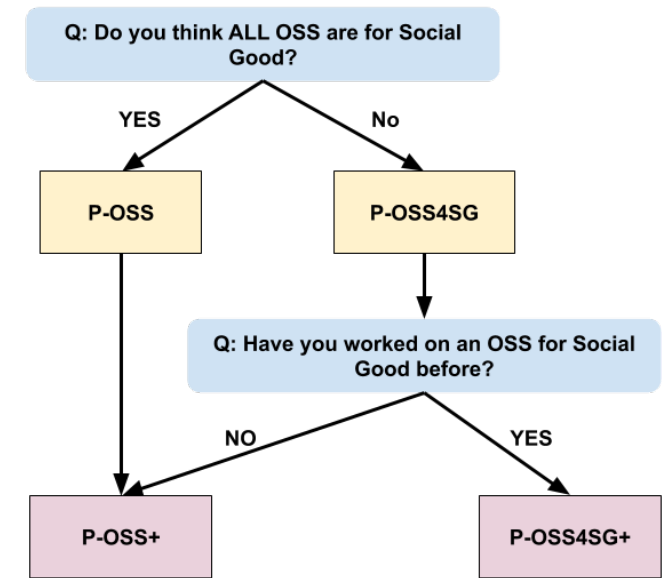 Q: Do you think ALL OSS are for Social
Good?
YES
No
P-OSS
P-OSS4SG
Q: Have you worked on an OSS for Social
Good before?
NO
YES
P-OSS+
P-OSS4SG+